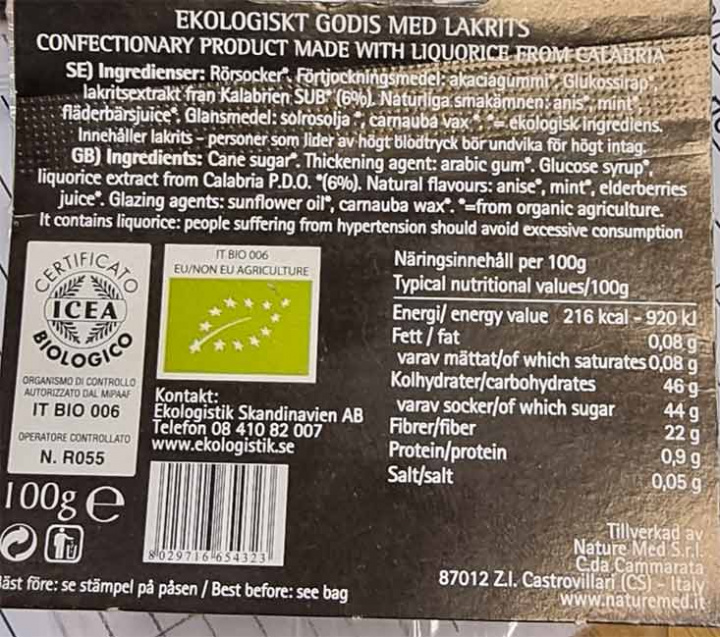 EKOLOGISKT GODIS MED LAKRITS
CONFECTIONARY PRODUCT MADE WITH LIQUORICE FROM CALABRIA
SE) Ingredienser: Rörsocker*. Förtjockningsmedel: akaciagummi*. Glukossirap*,
lakritsextrakt från Kalabrien SUB* (6%). Naturliga smakämnen: anis*, mint*,
fläderbärsjuice*. Glansmedel: solrosolja*, carnauba vax*. *= ekologisk ingrediens.
Innehåller lakrits – personer som lider av högt blodtryck bör undvika för högt intag.
GB) Ingredients: Cane sugar*. Thickening agent: arabic gum*. Glucose syrup*,
liquorice extract from Calabria P.D.O. *(6%). Natural flavours: anise*, mint*, elderberries
juice*. Glazing agents: sunflower oil*, carnauba wax*. *=from organic agriculture.
It contains liquorice: people suffering from hypertension should avoid excessive consumption
CERTIFICATO
ICEA
BIOLOGICO
ORGANISMO DI CONTROLLO
AUTORIZZATO DAL MIPAAF
IT BIO 006
OPERATORE CONTROLLATO
N. R055
IT BIO 006
EU/NON EU AGRICULTURE
Kontakt:
Ekologistik Skandinavien AB
Telefon 08 410 82 007
www.ekologistik.se
Näringsinnehåll per 100g
Typical nutritional values/100g
Energi/ energy value 216 kcal - 920 kJ
Fett / fat 0,08 g
varav mättat/of which saturates 0,08 g
Kolhydrater/carbohydrates 46 g
varav socker/of which sugar 44 g
Fibrer/fiber 22 g
Protein/protein 0,9 g
Salt/salt 0,05 g
100g e
8 029716 654323
Tillverkad av
Nature Med S.r.l.
C.da Cammarata
87012 Z.I. Castrovillari (CS) - Italy
www.naturemed.it
äst före: se stämpel på påsen / Best before: see bag